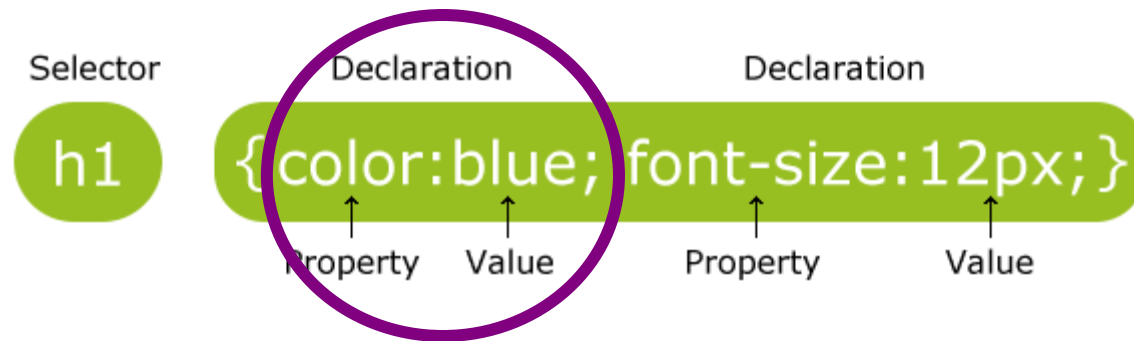 Selector Declaration Declaration
h1 {color:blue; font-size:12px;}
Property Value Property Value